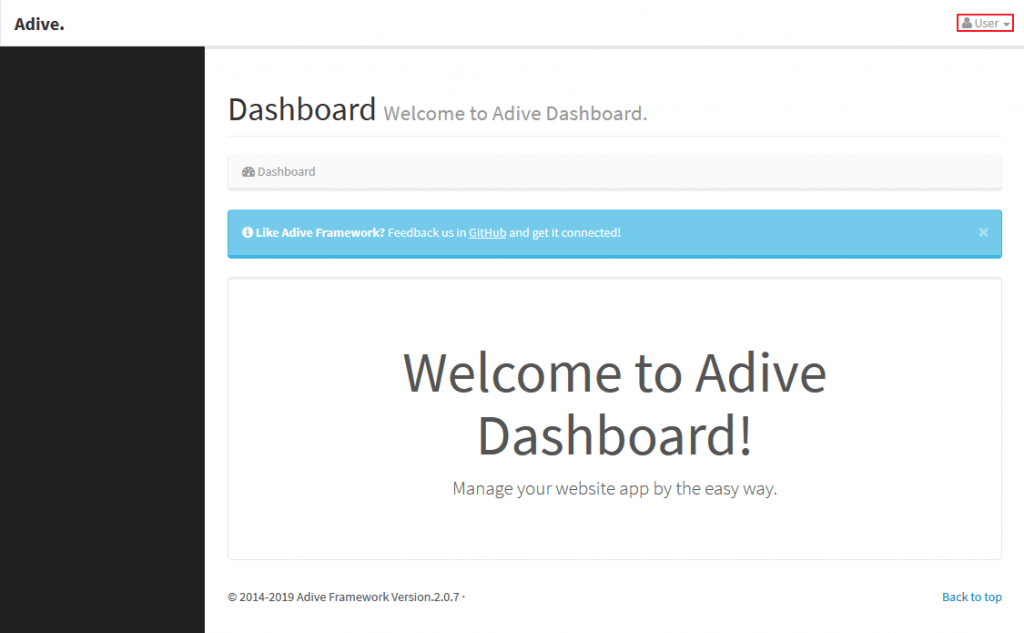 Adive.
User
Dashboard Welcome to Adive Dashboard.
Dashboard
Like Adive Framework? Feedback us in GitHub and get it connected!
×
Welcome to Adive
Dashboard!
Manage your website app by the easy way.
© 2014-2019 Adive Framework Version.2.0.7 ·
Back to top